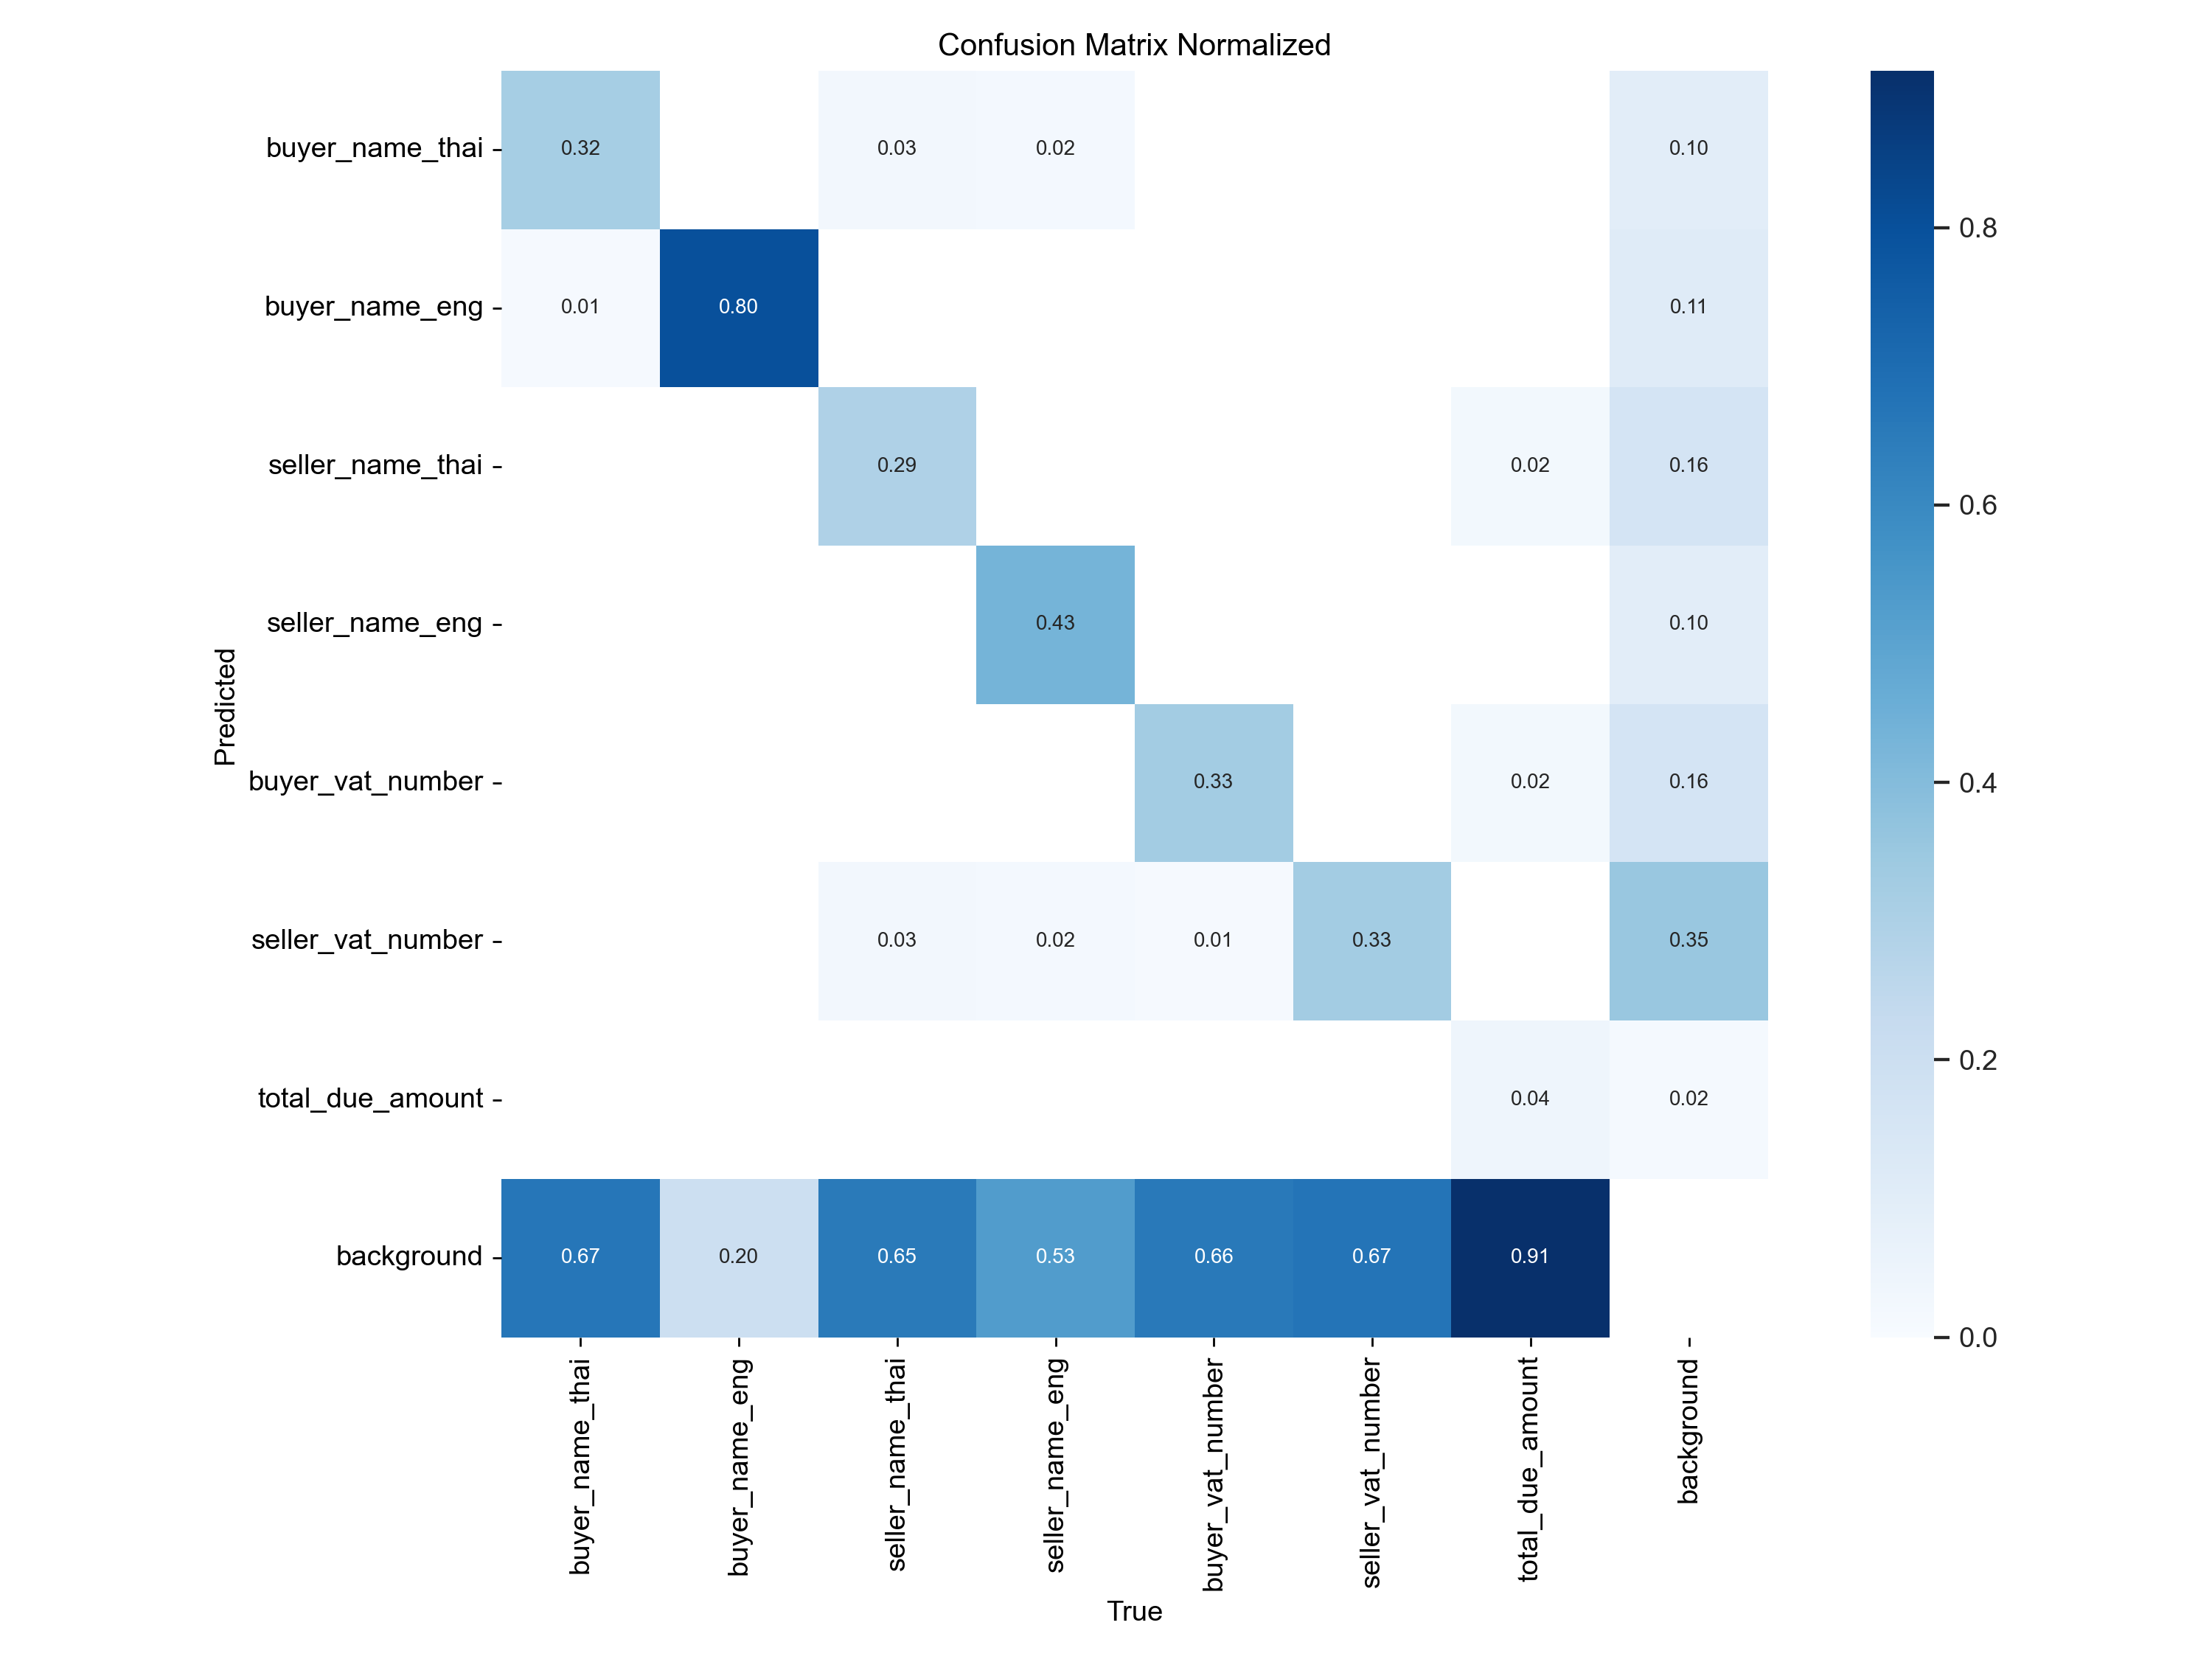 Confusion Matrix Normalized
buyer_name_thai 0.32 0.03 0.02 0.10
buyer_name_eng 0.01 0.80 0.11
seller_name_thai 0.29 0.02 0.16
seller_name_eng 0.43 0.10
buyer_vat_number 0.33 0.02 0.16
seller_vat_number 0.03 0.02 0.01 0.33 0.35
total_due_amount 0.04 0.02
background 0.67 0.20 0.65 0.53 0.66 0.67 0.91
Predicted
buyer_name_thai
buyer_name_eng
seller_name_thai
seller_name_eng
buyer_vat_number
seller_vat_number
total_due_amount
background
True
0.8
0.6
0.4
0.2
0.0